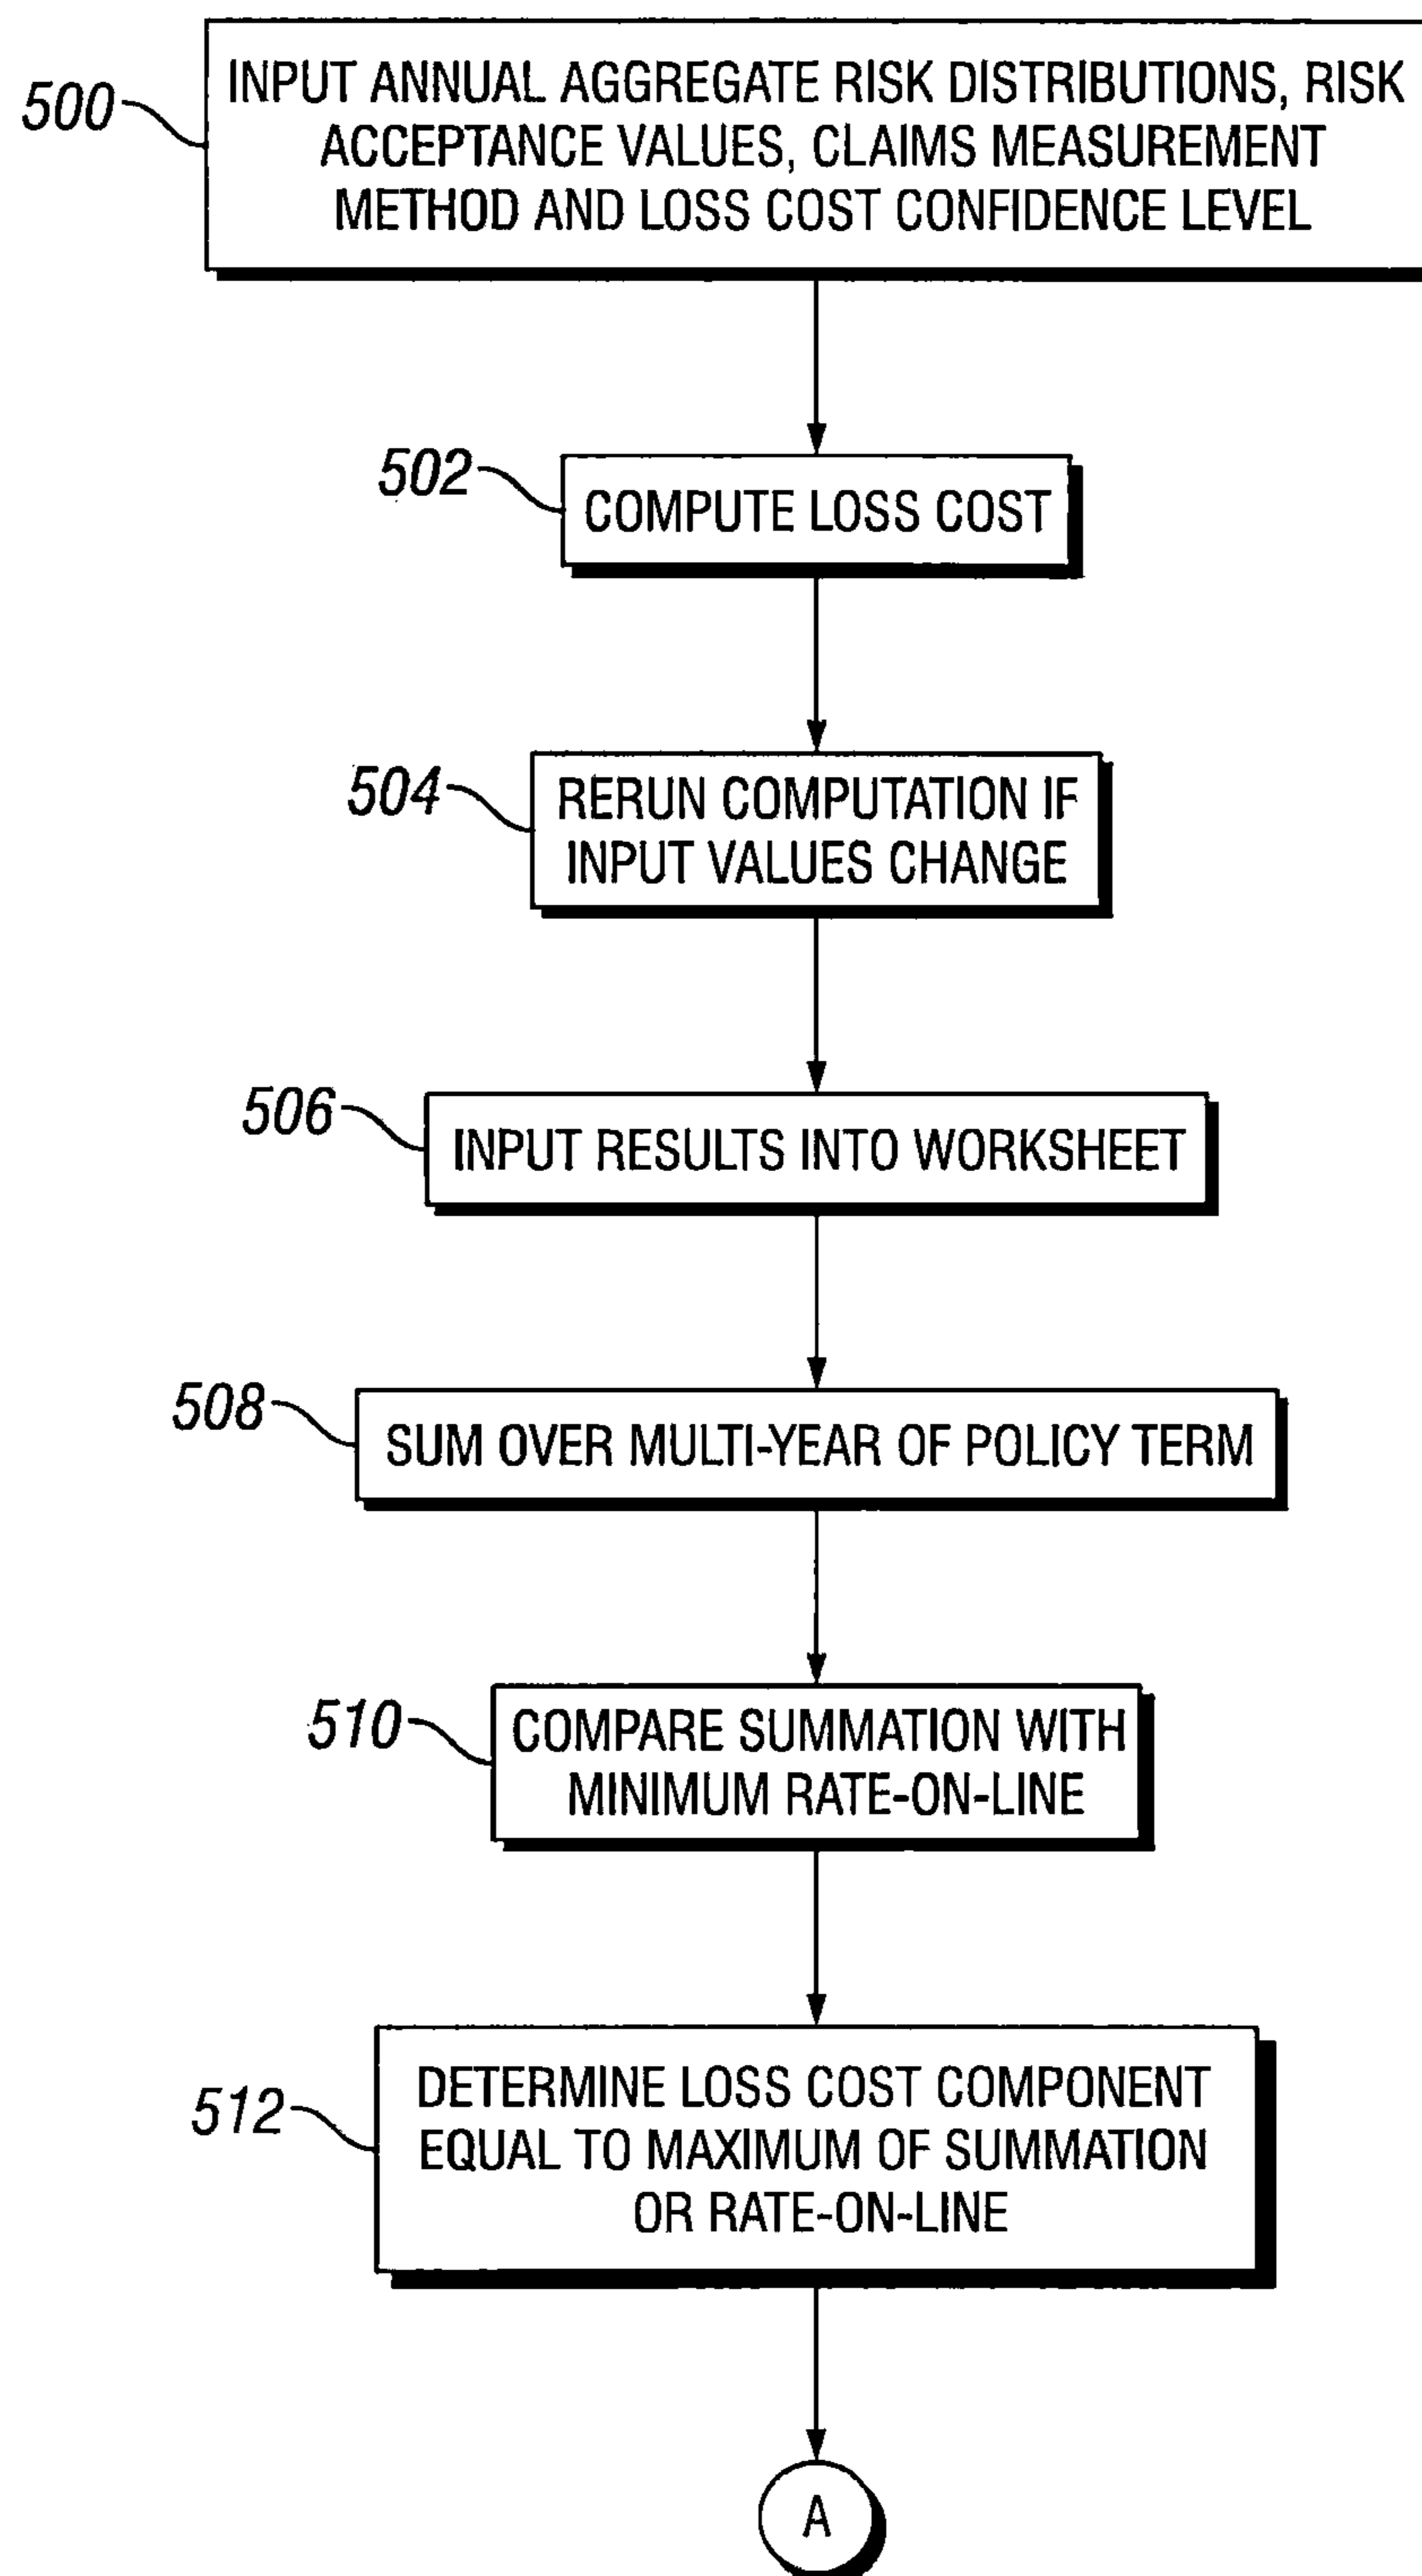 500
INPUT ANNUAL AGGREGATE RISK DISTRIBUTIONS, RISK
ACCEPTANCE VALUES, CLAIMS MEASUREMENT
METHOD AND LOSS COST CONFIDENCE LEVEL
502
COMPUTE LOSS COST
504
RERUN COMPUTATION IF
INPUT VALUES CHANGE
506
INPUT RESULTS INTO WORKSHEET
508
SUM OVER MULTI-YEAR OF POLICY TERM
510
COMPARE SUMMATION WITH
MINIMUM RATE-ON-LINE
512
DETERMINE LOSS COST COMPONENT
EQUAL TO MAXIMUM OF SUMMATION
OR RATE-ON-LINE
A